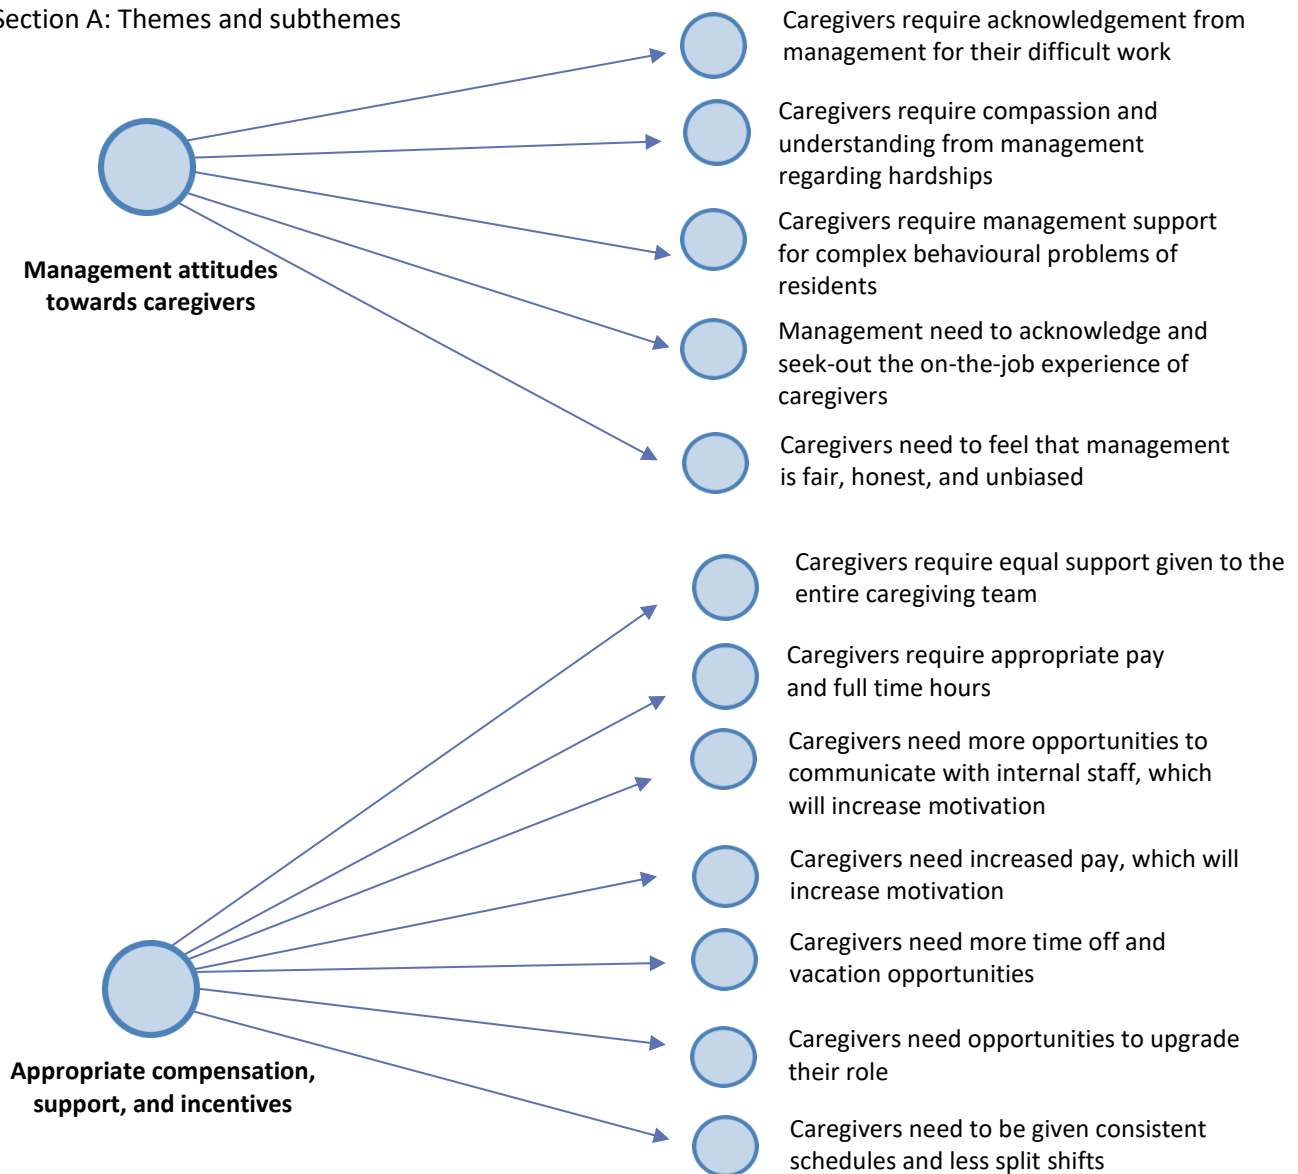 Section A: Themes and subthemes
Caregivers require acknowledgement from
management for their difficult work
Caregivers require compassion and
understanding from management
regarding hardships
Caregivers require management support
for complex behavioural problems of
residents
Management attitudes
towards caregivers
Management need to acknowledge and
seek-out the on-the-job experience of
caregivers
Caregivers need to feel that management
is fair, honest, and unbiased
Caregivers require equal support given to the
entire caregiving team
Caregivers require appropriate pay
and full time hours
Caregivers need more opportunities to
communicate with internal staff, which
will increase motivation
Caregivers need increased pay, which will
increase motivation
Caregivers need more time off and
vacation opportunities
Caregivers need opportunities to upgrade
their role
Appropriate compensation,
support, and incentives
Caregivers need to be given consistent
schedules and less split shifts